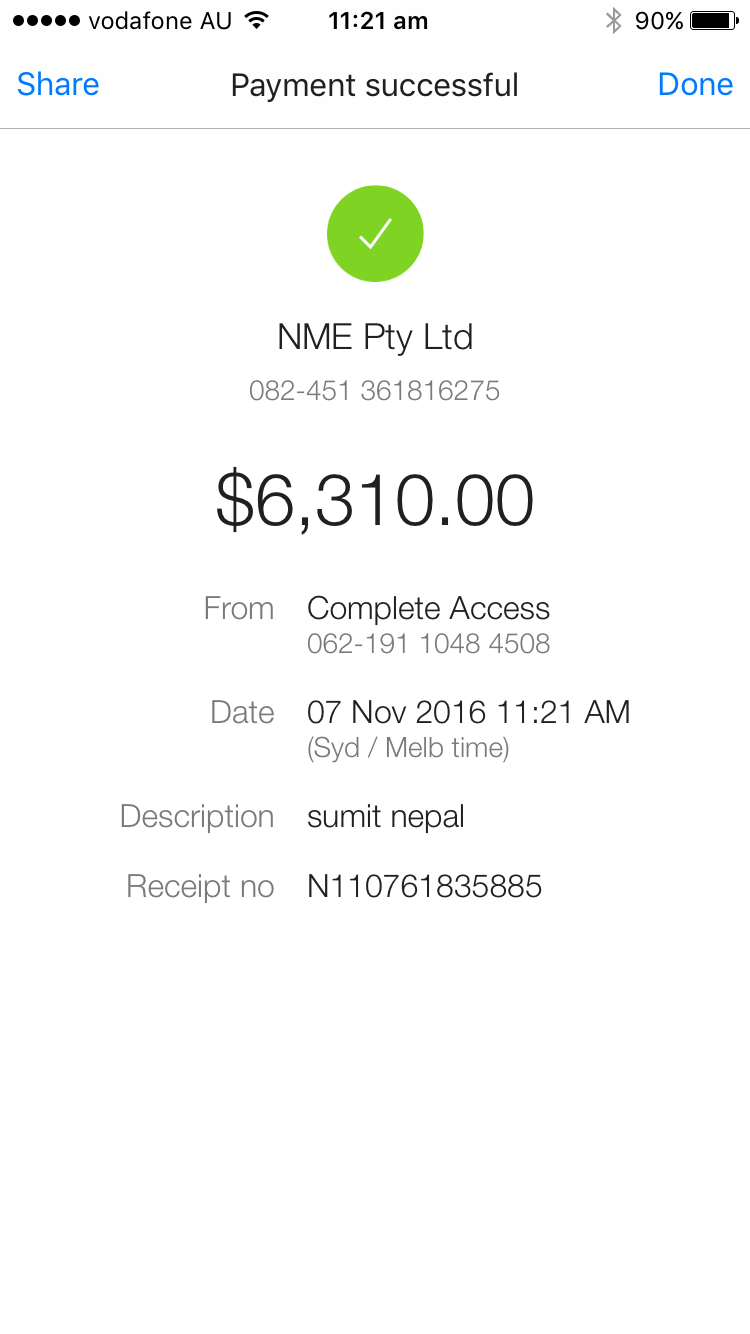 vodafone AU 11:21 am 90%
Share Payment successful Done
NME Pty Ltd
082-451 361816275
$6,310.00
From Complete Access
062-191 1048 4508
Date 07 Nov 2016 11:21 AM
(Syd / Melb time)
Description sumit nepal
Receipt no N110761835885